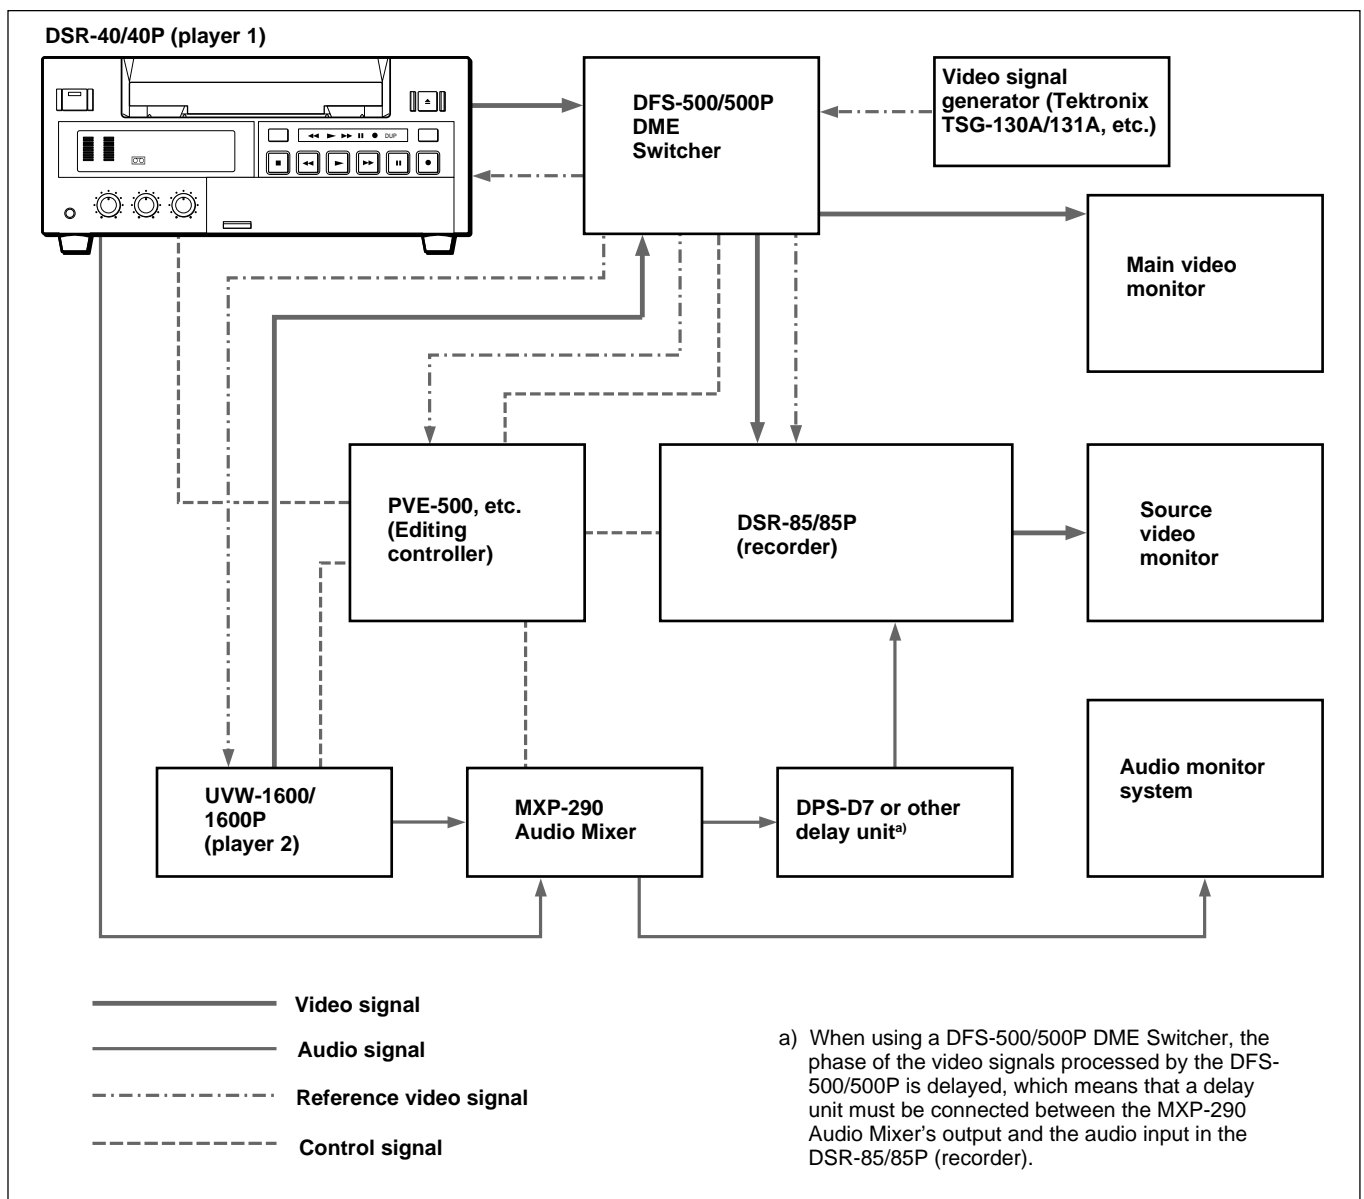 DSR-40/40P (player 1)
DUP
DFS-500/500P
DME
Switcher
Video signal
generator (Tektronix
TSG-130A/131A, etc.)
Main video
monitor
PVE-500, etc.
(Editing
controller)
DSR-85/85P
(recorder)
Source
video
monitor
UVW-1600/
1600P
(player 2)
MXP-290
Audio Mixer
DPS-D7 or other
delay unita)
Audio monitor
system
Video signal
Audio signal
Reference video signal
Control signal
a) When using a DFS-500/500P DME Switcher, the
phase of the video signals processed by the DFS-
500/500P is delayed, which means that a delay
unit must be connected between the MXP-290
Audio Mixer's output and the audio input in the
DSR-85/85P (recorder).